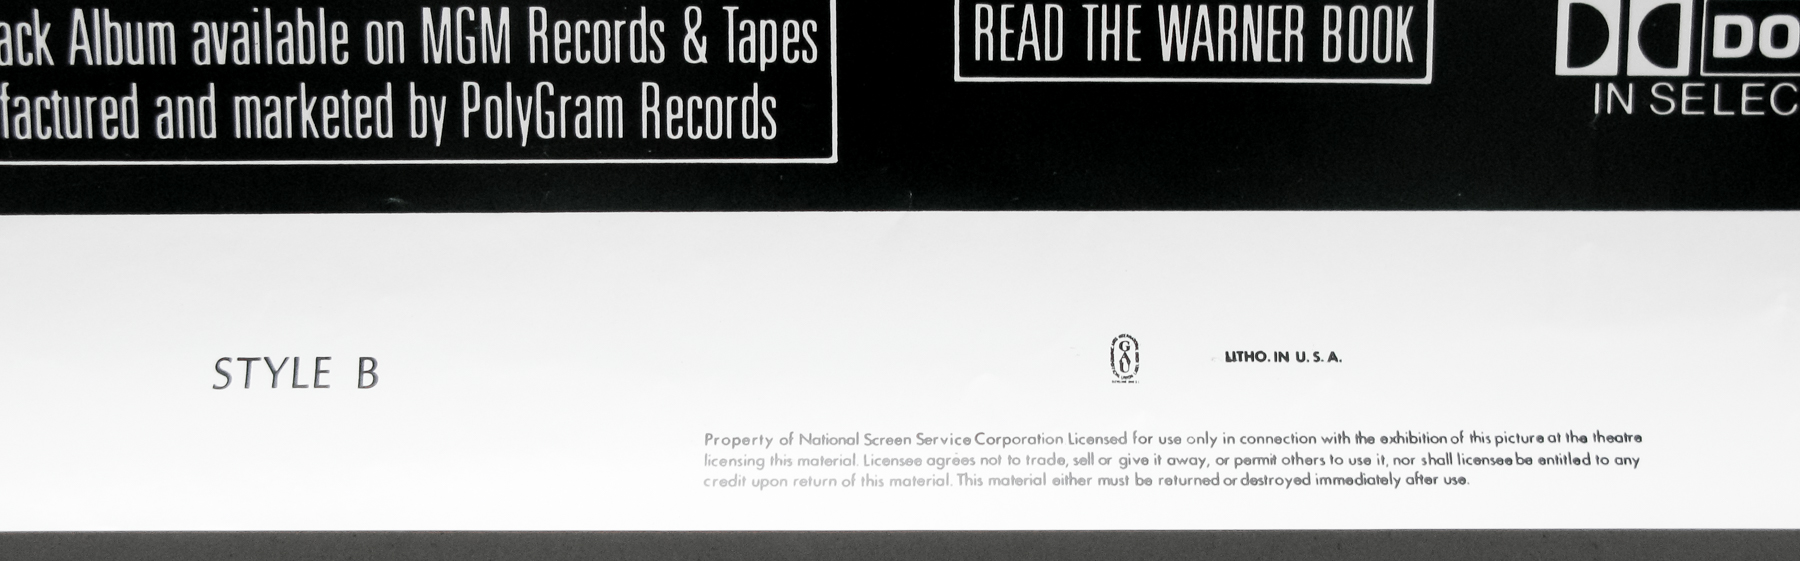 ack Album available on MGM Records & Tapes
factured and marketed by PolyGram Records
READ THE WARNER BOOK
DO
IN SELEC
STYLE B
GAU
LITHO. IN U. S. A.
Property of National Screen Service Corporation Licensed for use only in connection with the exhibition of this picture at the theatre
licensing this material. Licensee agrees not to trade, sell or give it away, or permit others to use it, nor shall licensee be entitled to any
credit upon return of this material. This material either must be returned or destroyed immediately after use.